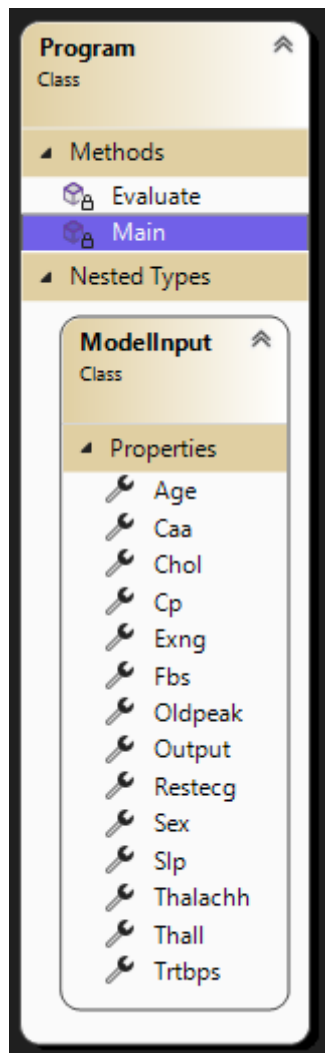 Program
Class
Methods
Evaluate
Main
Nested Types
ModelInput
Class
Properties
Age
Caa
Chol
Cp
Exng
Fbs
Oldpeak
Output
Restecg
Sex
Slp
Thalachh
Thall
Trtbps